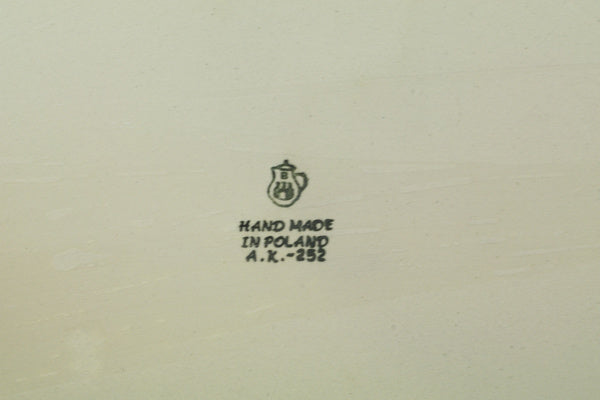 B
HAND MADE
IN POLAND
A.K.-252